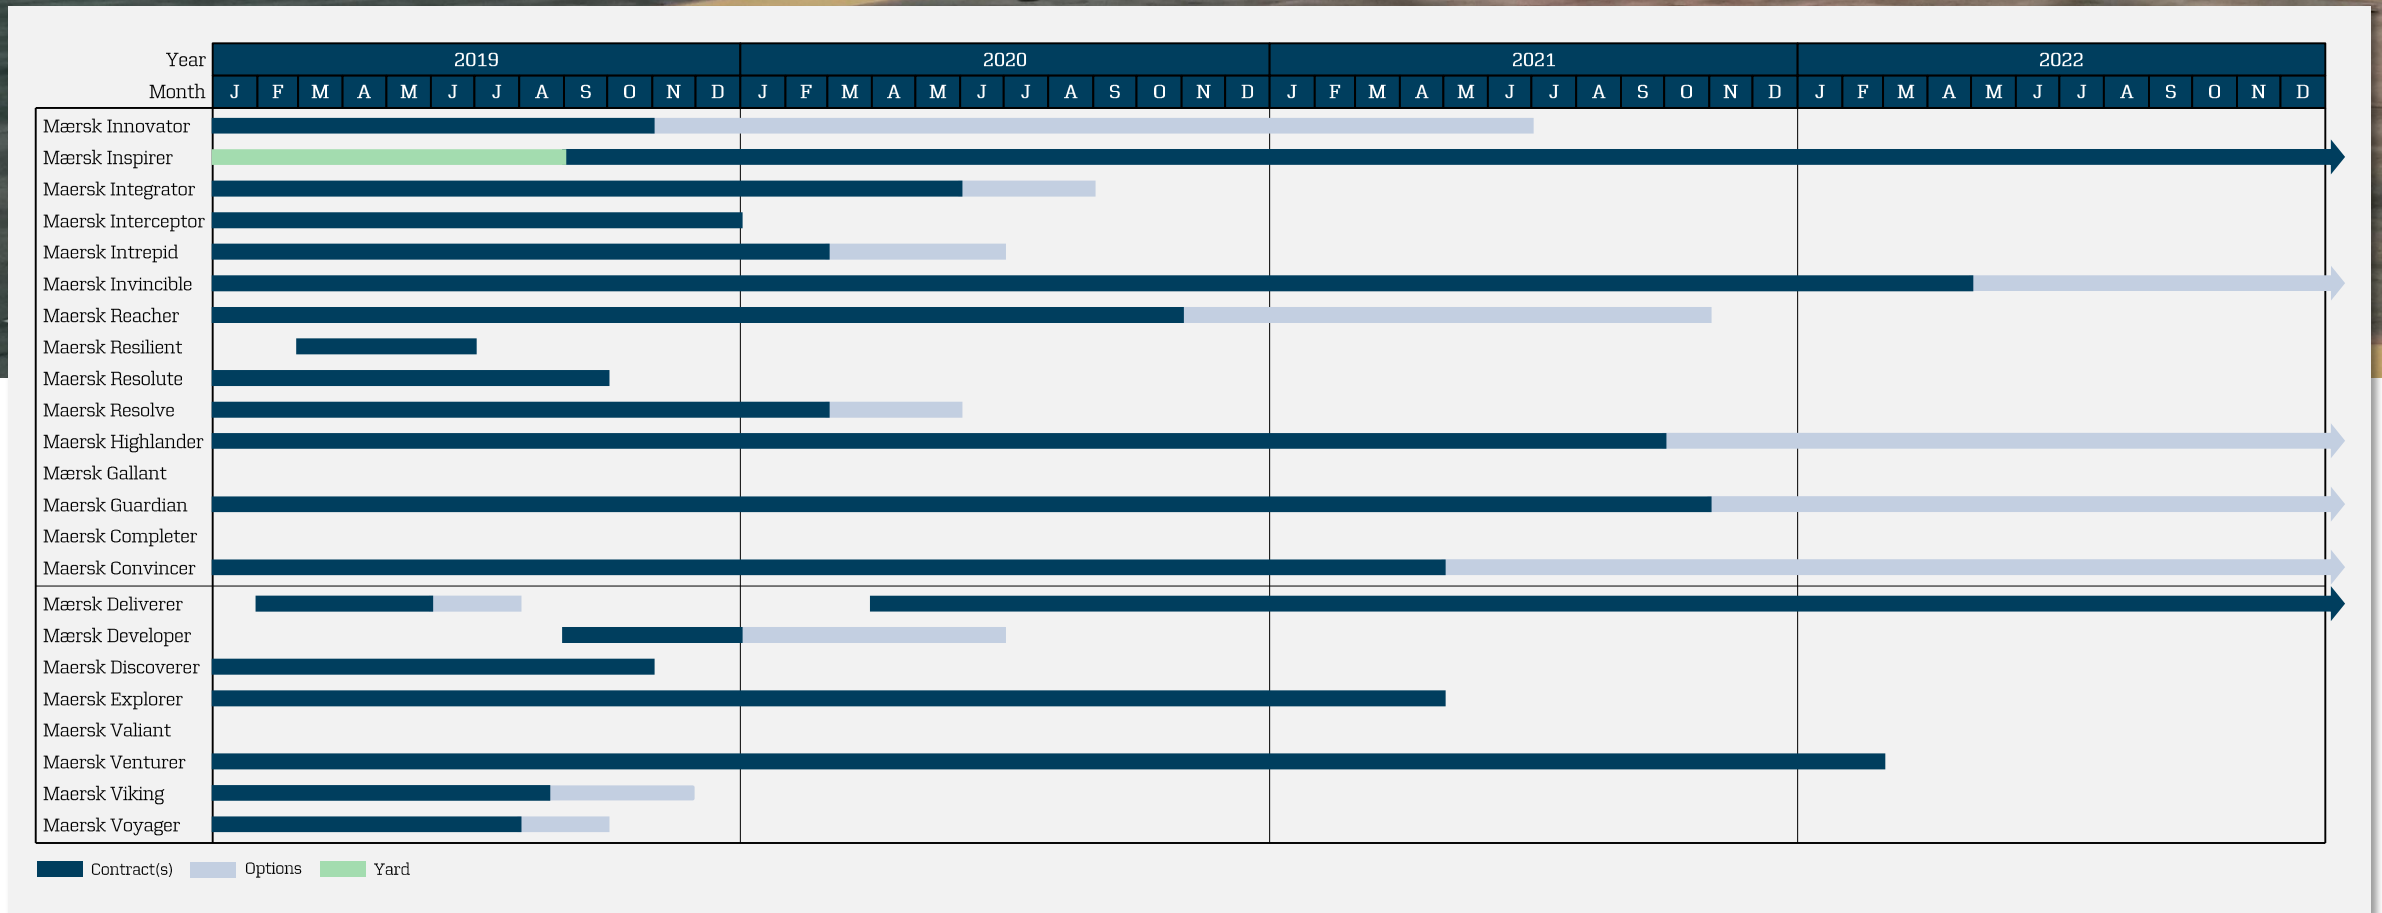 Year 2019 2020 2021 2022
Month J F M A M J J A S O N D J F M A M J J A S O N D J F M A M J J A S O N D J F M A M J J A S O N D
Mærsk Innovator
Mærsk Inspirer
Maersk Integrator
Maersk Interceptor
Maersk Intrepid
Maersk Invincible
Maersk Reacher
Maersk Resilient
Maersk Resolute
Maersk Resolve
Maersk Highlander
Mærsk Gallant
Maersk Guardian
Maersk Completer
Maersk Convincer
Mærsk Deliverer
Mærsk Developer
Maersk Discoverer
Maersk Explorer
Maersk Valiant
Maersk Venturer
Maersk Viking
Maersk Voyager
Contract(s) Options Yard